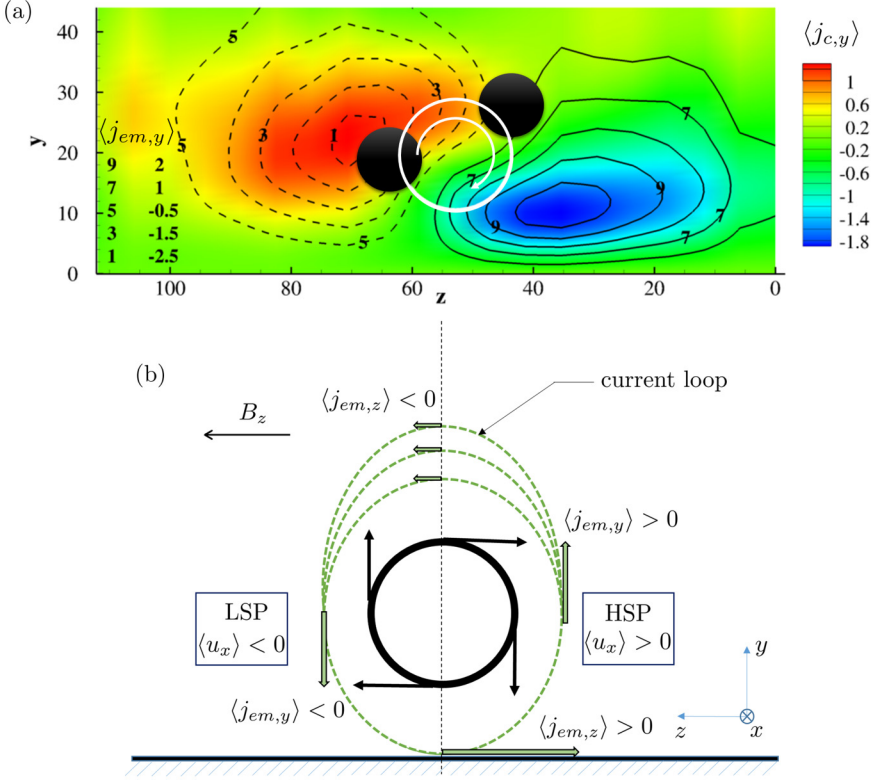 (a)
⟨j_{c,y}⟩
40
30
20
10
0
y
⟨j_{em,y}⟩
9 2
7 1
5 -0.5
3 -1.5
1 -2.5
5
5
3
1
3
5
7
7
9
9
7
7
100
80
60
40
20
0
z
1
0.6
0.2
-0.2
-0.6
-1
-1.4
-1.8
(b)
B_z
⟨j_{em,z}⟩ < 0
current loop
⟨j_{em,y}⟩ > 0
LSP
⟨u_x⟩ < 0
HSP
⟨u_x⟩ > 0
⟨j_{em,y}⟩ < 0
⟨j_{em,z}⟩ > 0
y
z
x